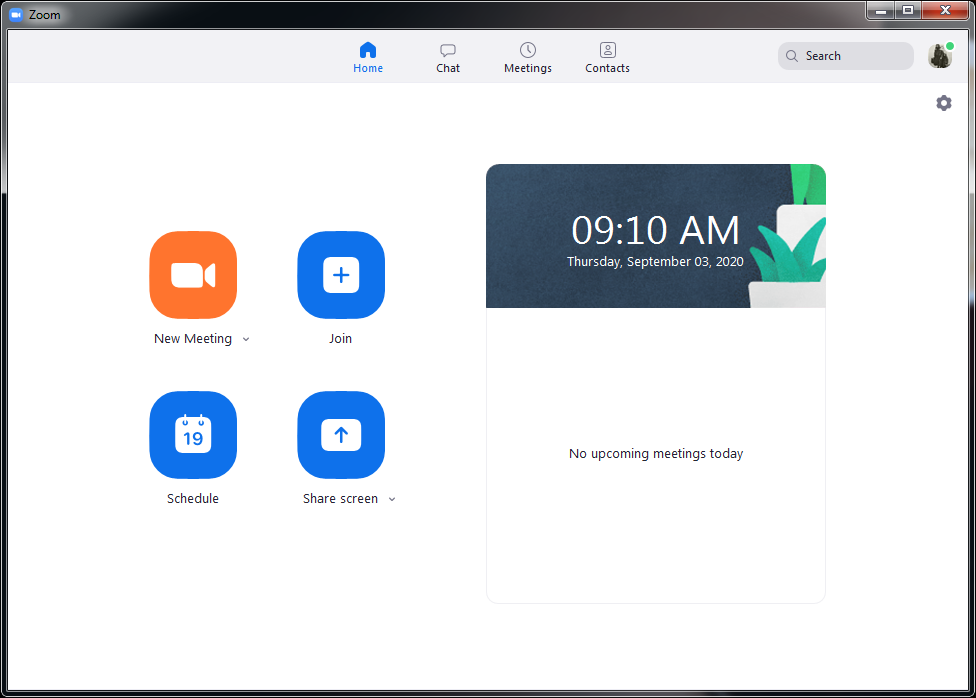 Zoom
Home
Chat
Meetings
Contacts
Search
09:10 AM
Thursday, September 03, 2020
New Meeting
Join
19
Schedule
Share screen
No upcoming meetings today